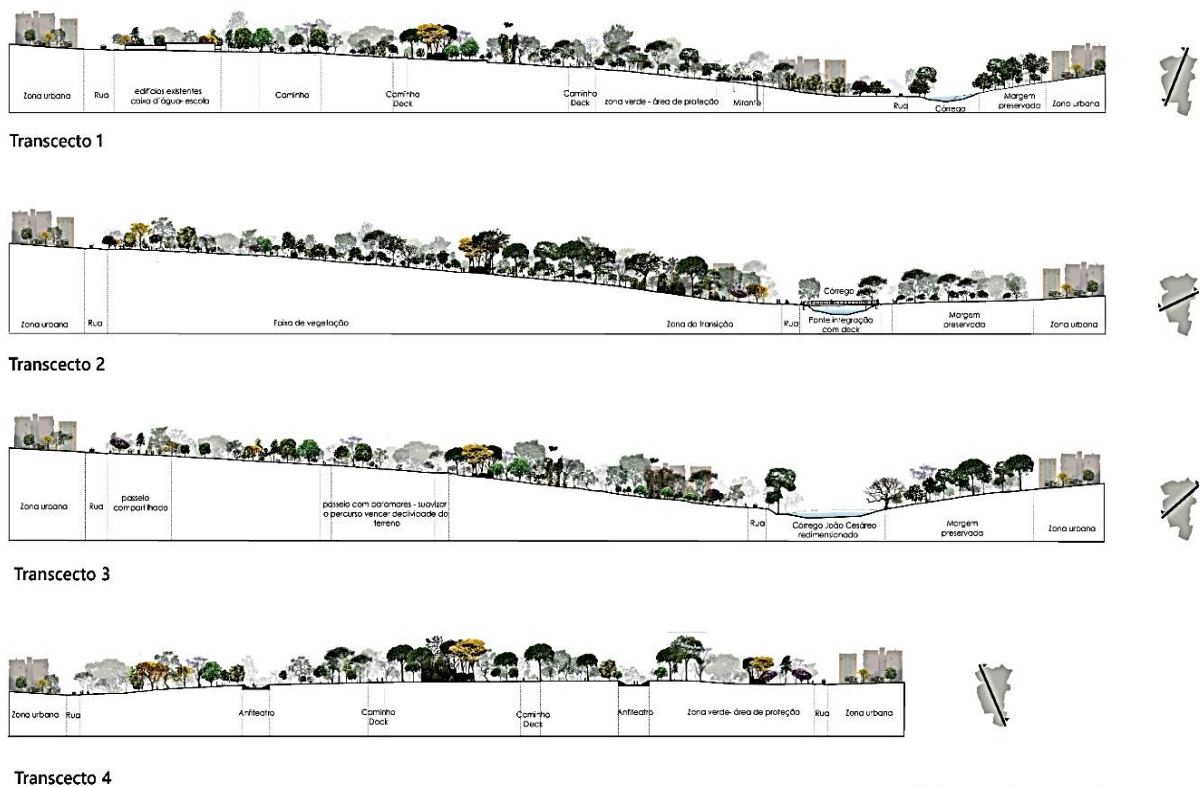 Zona urbana
Rua
edifícios existentes
caixa d'água- escola
Caminho
Caminho
Deck
Caminho
Deck
zona verde - área de proteção
Mirante
Rua
Córrego
Margem
preservada
Zona urbana
Transcecto 1
Zona urbana
Rua
Faixa de vegetação
Zona de transição
Rua
Córrego
Ponte integração
com deck
Margem
preservada
Zona urbana
Transcecto 2
Zona urbana
Rua
passeio
compartilhado
passeio com patamares - suavizar
o percurso vencer declividade do
terreno
Rua
Córrego João Cesáreo
redimensionado
Margem
preservada
Zona urbana
Transcecto 3
Zona urbana
Rua
Anfiteatro
Caminho
Deck
Caminho
Deck
Anfiteatro
Zona verde- área de proteção
Rua
Zona urbana
Transcecto 4